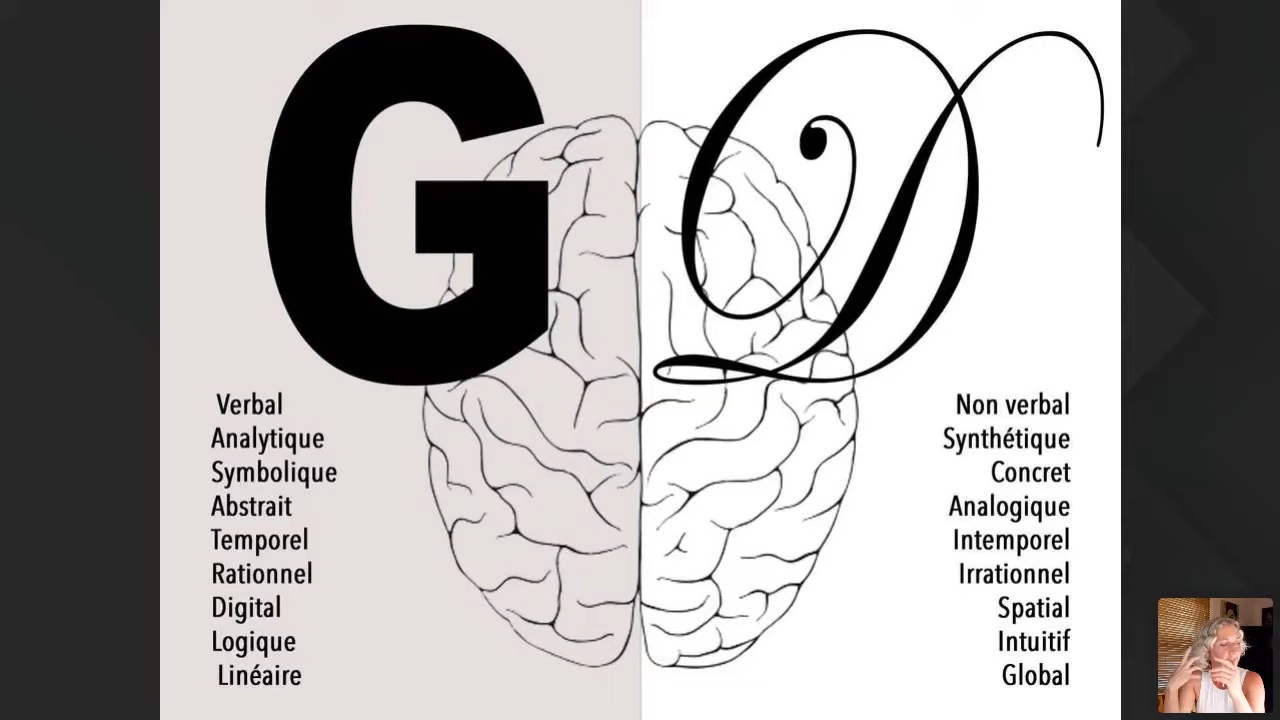 G D
Verbal
Analytique
Symbolique
Abstrait
Temporel
Rationnel
Digital
Logique
Linéaire
Non verbal
Synthétique
Concret
Analogique
Intemporel
Irrationnel
Spatial
Intuitif
Global